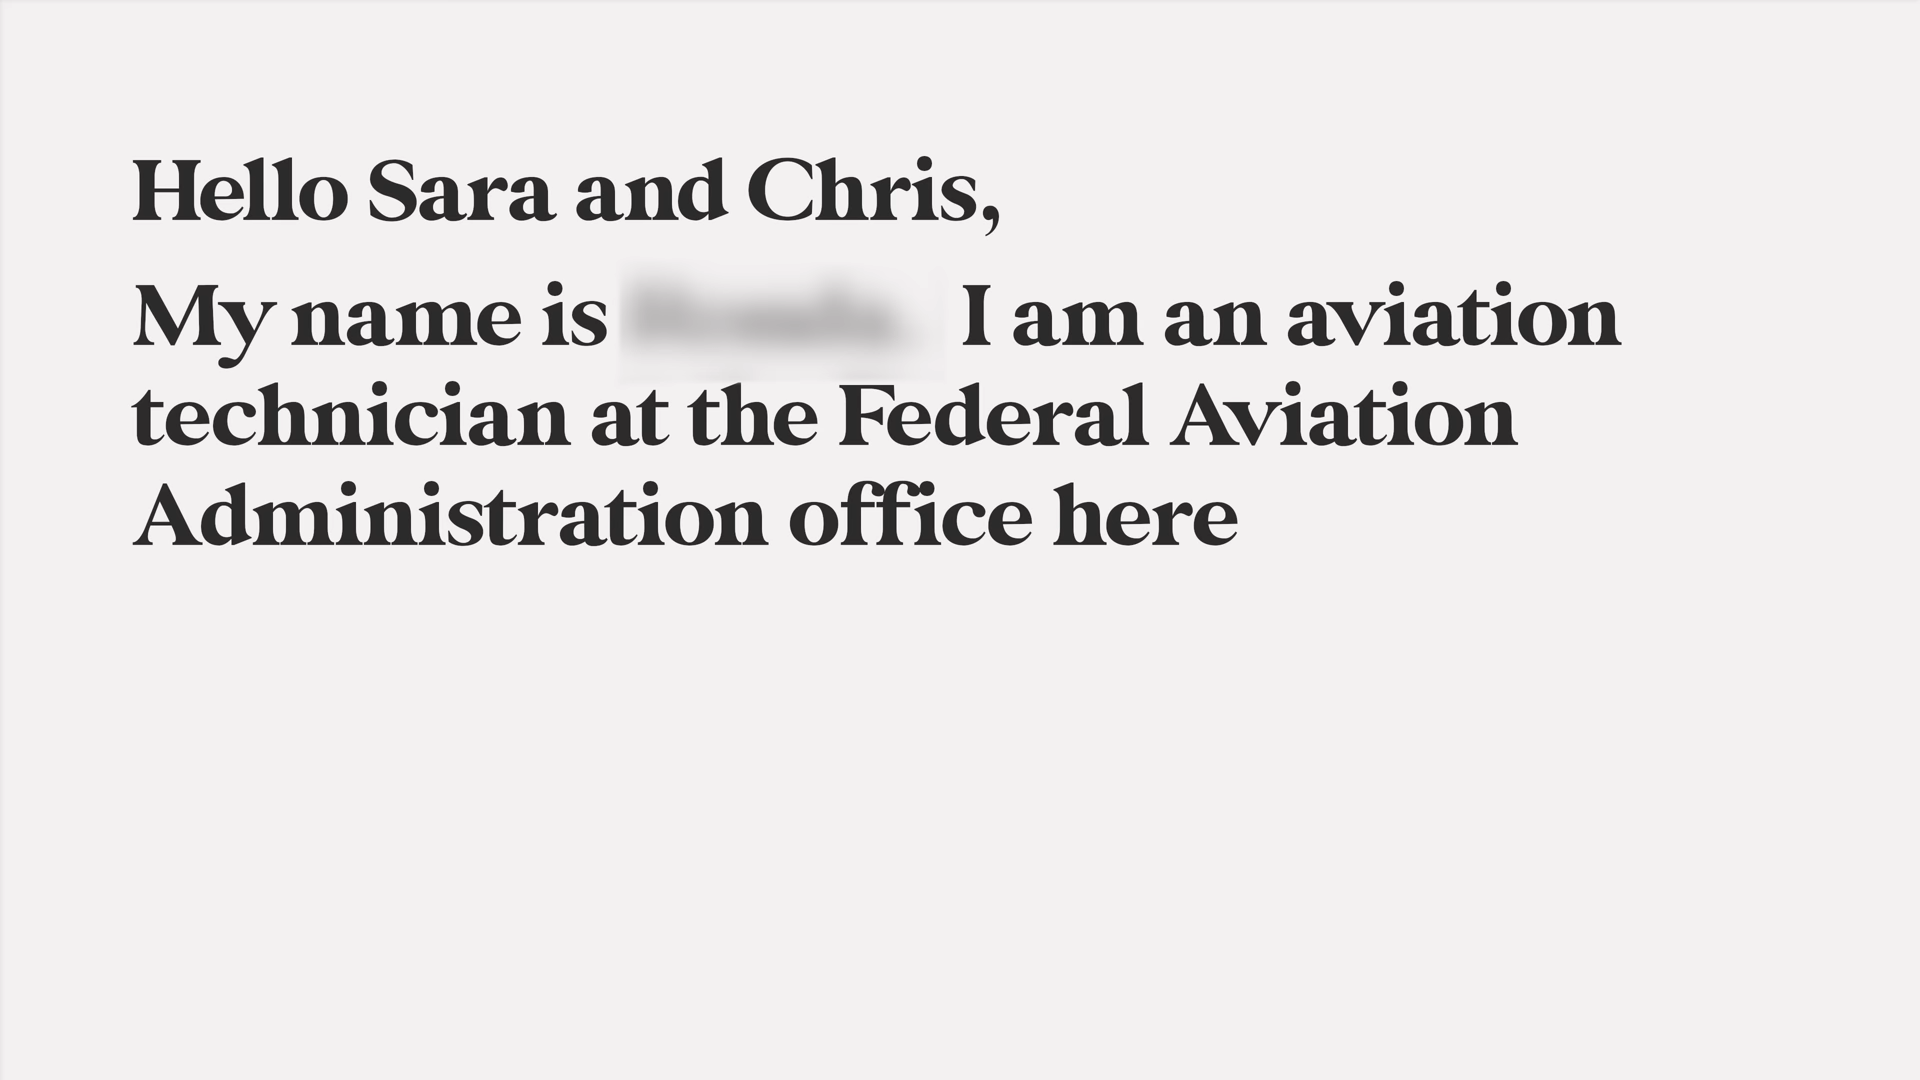 Hello Sara and Chris,
My name is I am an aviation
technician at the Federal Aviation
Administration office here